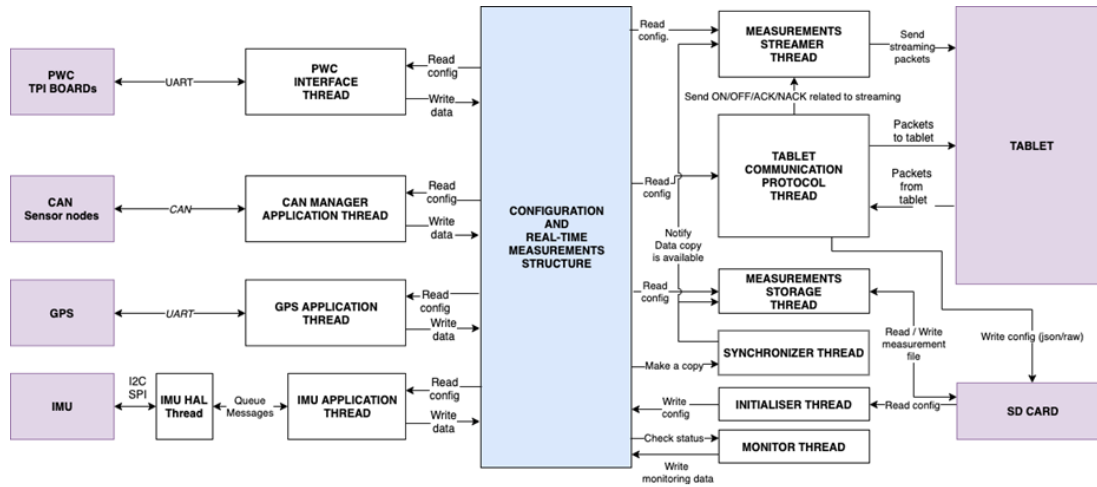 PWC
TPI BOARDs
UART
PWC
INTERFACE
THREAD
Read
config
Write
data
CAN
Sensor nodes
CAN
CAN MANAGER
APPLICATION THREAD
Read
config
Write
data
GPS
UART
GPS APPLICATION
THREAD
Read
config
Write
data
IMU
I2C
SPI
IMU HAL
Thread
Queue
Messages
IMU APPLICATION
THREAD
Read
config
Write
data
CONFIGURATION
AND
REAL-TIME
MEASUREMENTS
STRUCTURE
Read
config.
MEASUREMENTS
STREAMER
THREAD
Send
streaming
packets
Send ON/OFF/ACK/NACK related to streaming
Read
config
TABLET
COMMUNICATION
PROTOCOL
THREAD
Packets
to tablet
Packets
from
tablet
TABLET
Notify
Data copy
is available
Read
config
MEASUREMENTS
STORAGE
THREAD
Read / Write
measurement
file
Write config (json/raw)
Make a copy
SYNCHRONIZER THREAD
Write
config
INITIALISER THREAD
Read config
SD CARD
Check status
MONITOR THREAD
Write
monitoring data